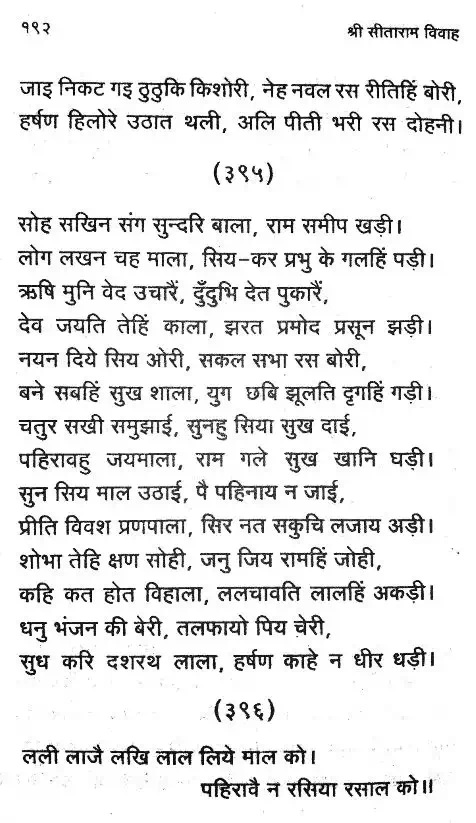 १९२
श्री सीताराम विवाह
जाइ निकट गइ ठुठुकि किशोरी, नेह नवल रस रीतिहिं बोरी,
हर्षण हिलोरे उठात थली, अलि पीती भरी रस दोहनी।
(३९५)
सोह सखिन संग सुन्दरि बाला, राम समीप खड़ी।
लोग लखन चह माला, सिय-कर प्रभु के गलहिं पड़ी।
ऋषि मुनि वेद उचारैं, दुँदुभि देत पुकारैं,
देव जयति तेहिं काला, झरत प्रमोद प्रसून झड़ी।
नयन दिये सिय ओरी, सकल सभा रस बोरी,
बने सबहिं सुख शाला, युग छबि झूलति दृगहिं गड़ी।
चतुर सखी समुझाई, सुनहु सिया सुख दाई,
पहिरावहु जयमाला, राम गले सुख खानि घड़ी।
सुन सिय माल उठाई, पै पहिनाय न जाई,
प्रीति विवश प्रणपाला, सिर नत सकुचि लजाय अड़ी।
शोभा तेहि क्षण सोही, जनु जिय रामहिं जोही,
कहि कत होत विहाला, ललचावति लालहिं अकड़ी।
धनु भंजन की बेरी, तलफायो पिय चेरी,
सुध करि दशरथ लाला, हर्षण काहे न धीर धड़ी।
(३९६)
लली लाजै लखि लाल लिये माल को।
पहिरावै न रसिया रसाल को॥